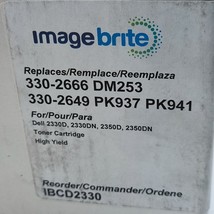 imagebrite
Replaces/Remplace/Reemplaza
330-2666 DM253
330-2649 PK937 PK941
For/Pour/Para
Dell 2330D, 2330DN, 2350D, 2350DN
Toner Cartridge
High Yield
Reorder/Commander/Ordene
IBCD2330